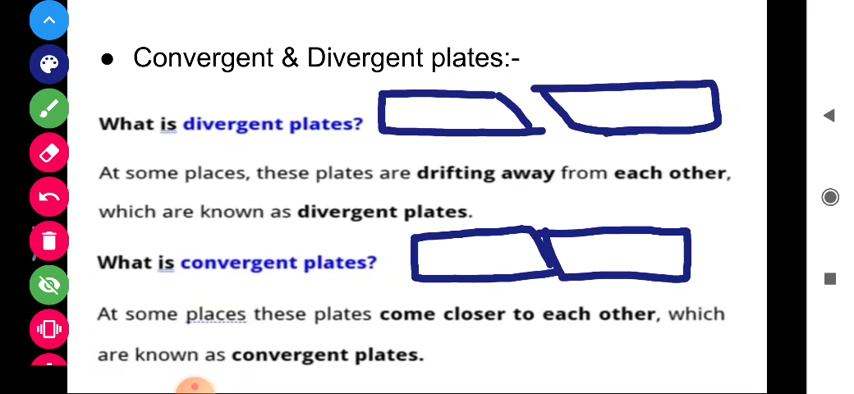 ● Convergent & Divergent plates:-
What is divergent plates?
At some places, these plates are drifting away from each other,
which are known as divergent plates.
What is convergent plates?
At some places these plates come closer to each other, which
are known as convergent plates.